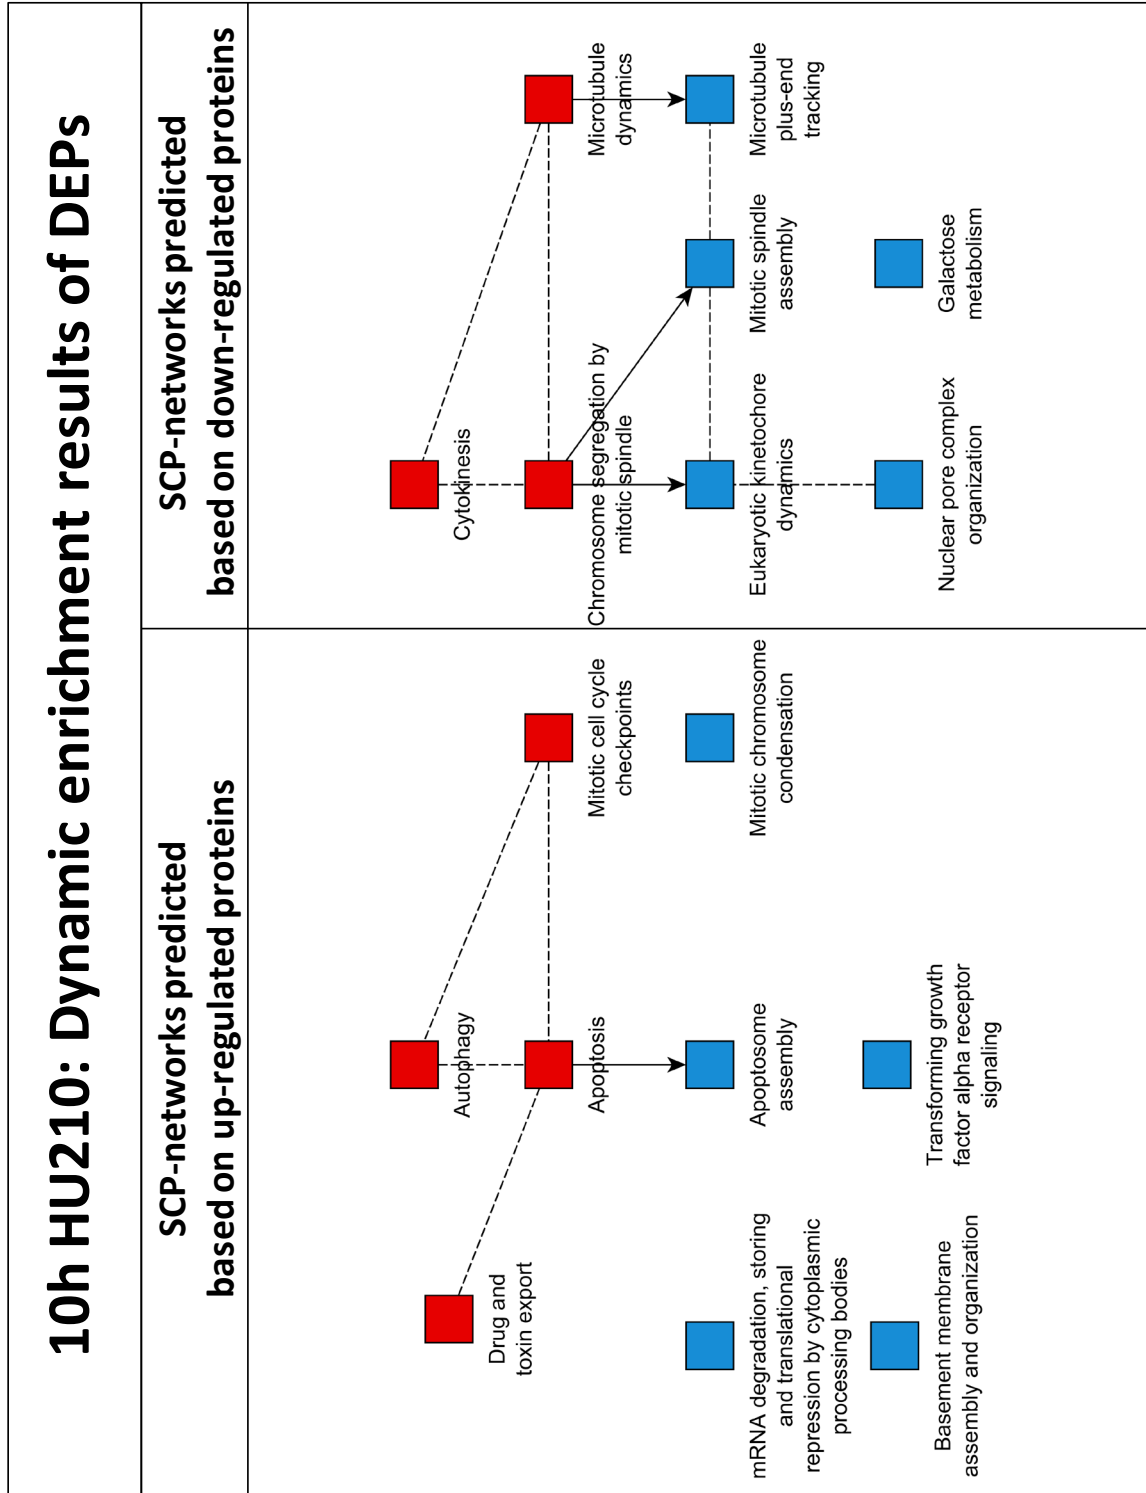 10h HU210: Dynamic enrichment results of DEPs
SCP-networks predicted
based on up-regulated proteins
SCP-networks predicted
based on down-regulated proteins
Drug and
toxin export
Autophagy
Apoptosis
Mitotic cell cycle
checkpoints
mRNA degradation, storing
and translational
repression by cytoplasmic
processing bodies
Apoptosome
assembly
Mitotic chromosome
condensation
Basement membrane
assembly and organization
Transforming growth
factor alpha receptor
signaling
Cytokinesis
Chromosome segregation by
mitotic spindle
Microtubule
dynamics
Eukaryotic kinetochore
dynamics
Mitotic spindle
assembly
Microtubule
plus-end
tracking
Nuclear pore complex
organization
Galactose
metabolism